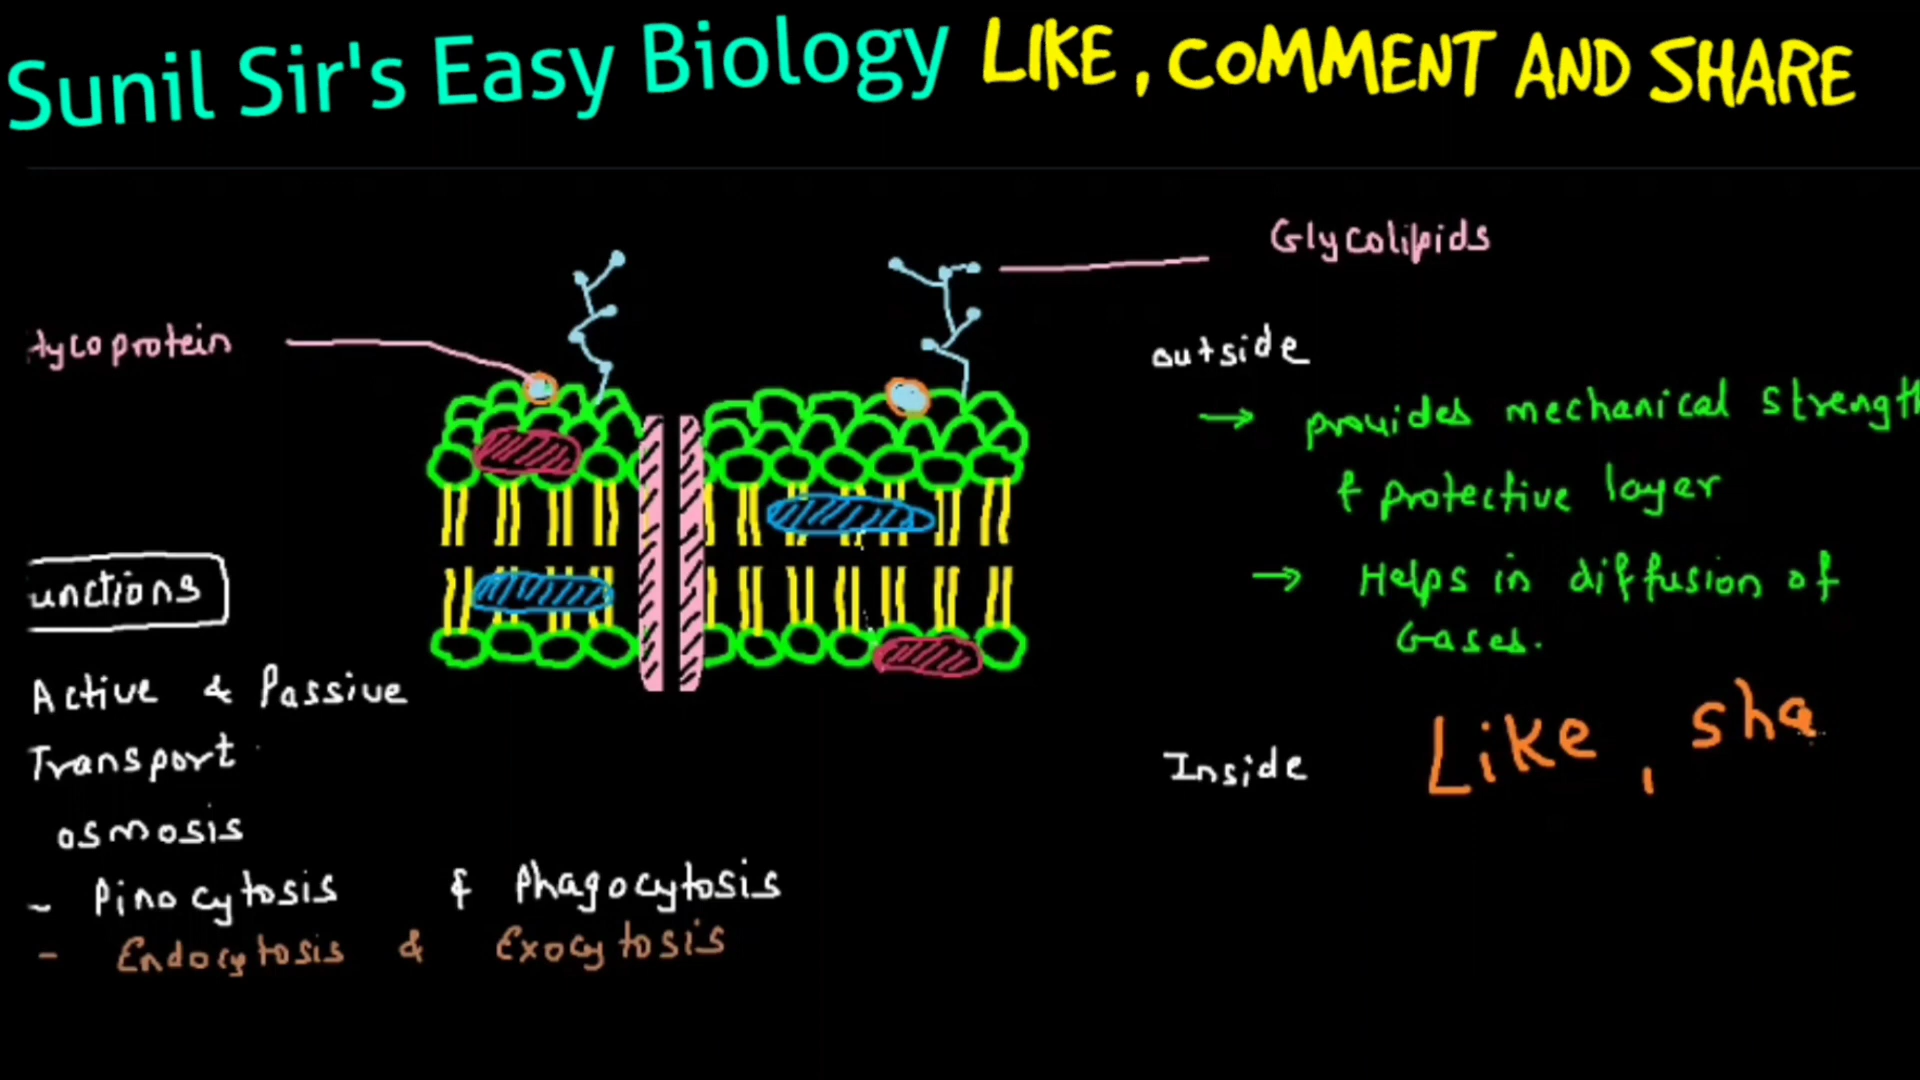 Sunil Sir's Easy Biology LIKE, COMMENT AND SHARE
Glycolipids
lycoprotein
outside
→ provides mechanical strength
& protective layer
→ Helps in diffusion of
Gases.
unctions
Active & Passive
Transport
osmosis
- Pinocytosis & Phagocytosis
- Endocytosis & Exocytosis
Inside
Like, sha